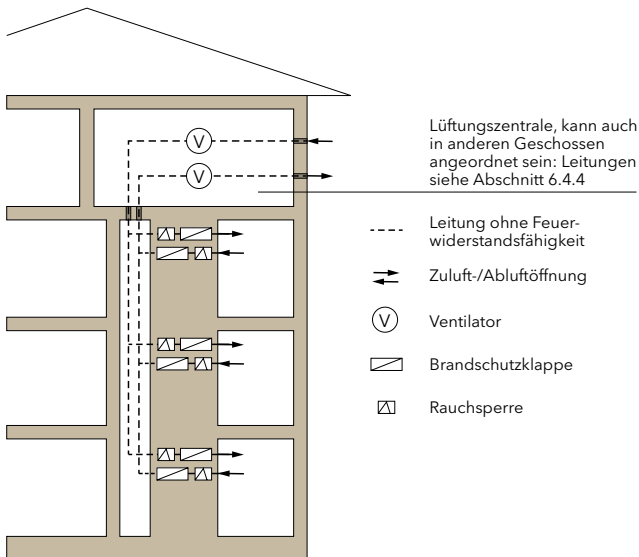 Lüftungszentrale, kann auch
in anderen Geschossen
angeordnet sein: Leitungen
siehe Abschnitt 6.4.4
V
V
Leitung ohne Feuer-
widerstandsfähigkeit
Zuluft-/Abluftöffnung
V
Ventilator
Brandschutzklappe
Rauchsperre